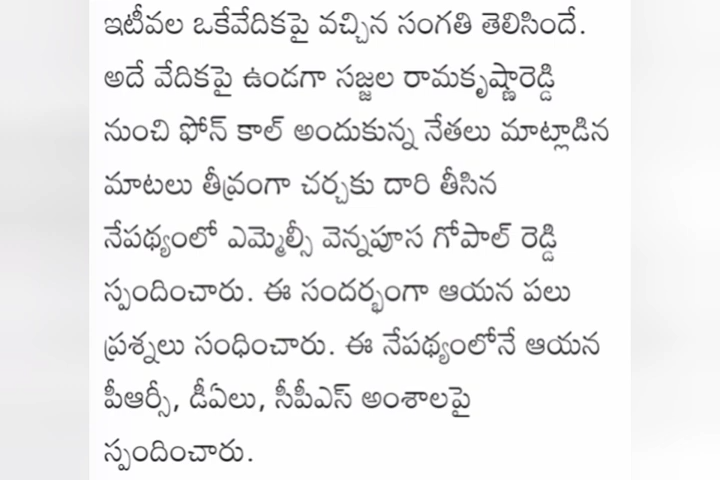 ఇటీవల ఒకేవేదికపై వచ్చిన సంగతి తెలిసిందే.
అదే వేదికపై ఉండగా సజ్జల రామకృష్ణారెడ్డి
నుంచి ఫోన్ కాల్ అందుకున్న నేతలు మాట్లాడిన
మాటలు తీవ్రంగా చర్చకు దారి తీసిన
నేపథ్యంలో ఎమ్మెల్సీ వెన్నపూస గోపాల్ రెడ్డి
స్పందించారు. ఈ సందర్భంగా ఆయన పలు
ప్రశ్నలు సంధించారు. ఈ నేపథ్యంలోనే ఆయన
పీఆర్సీ, డీఏలు, సీపీఎస్ అంశాలపై
స్పందించారు.